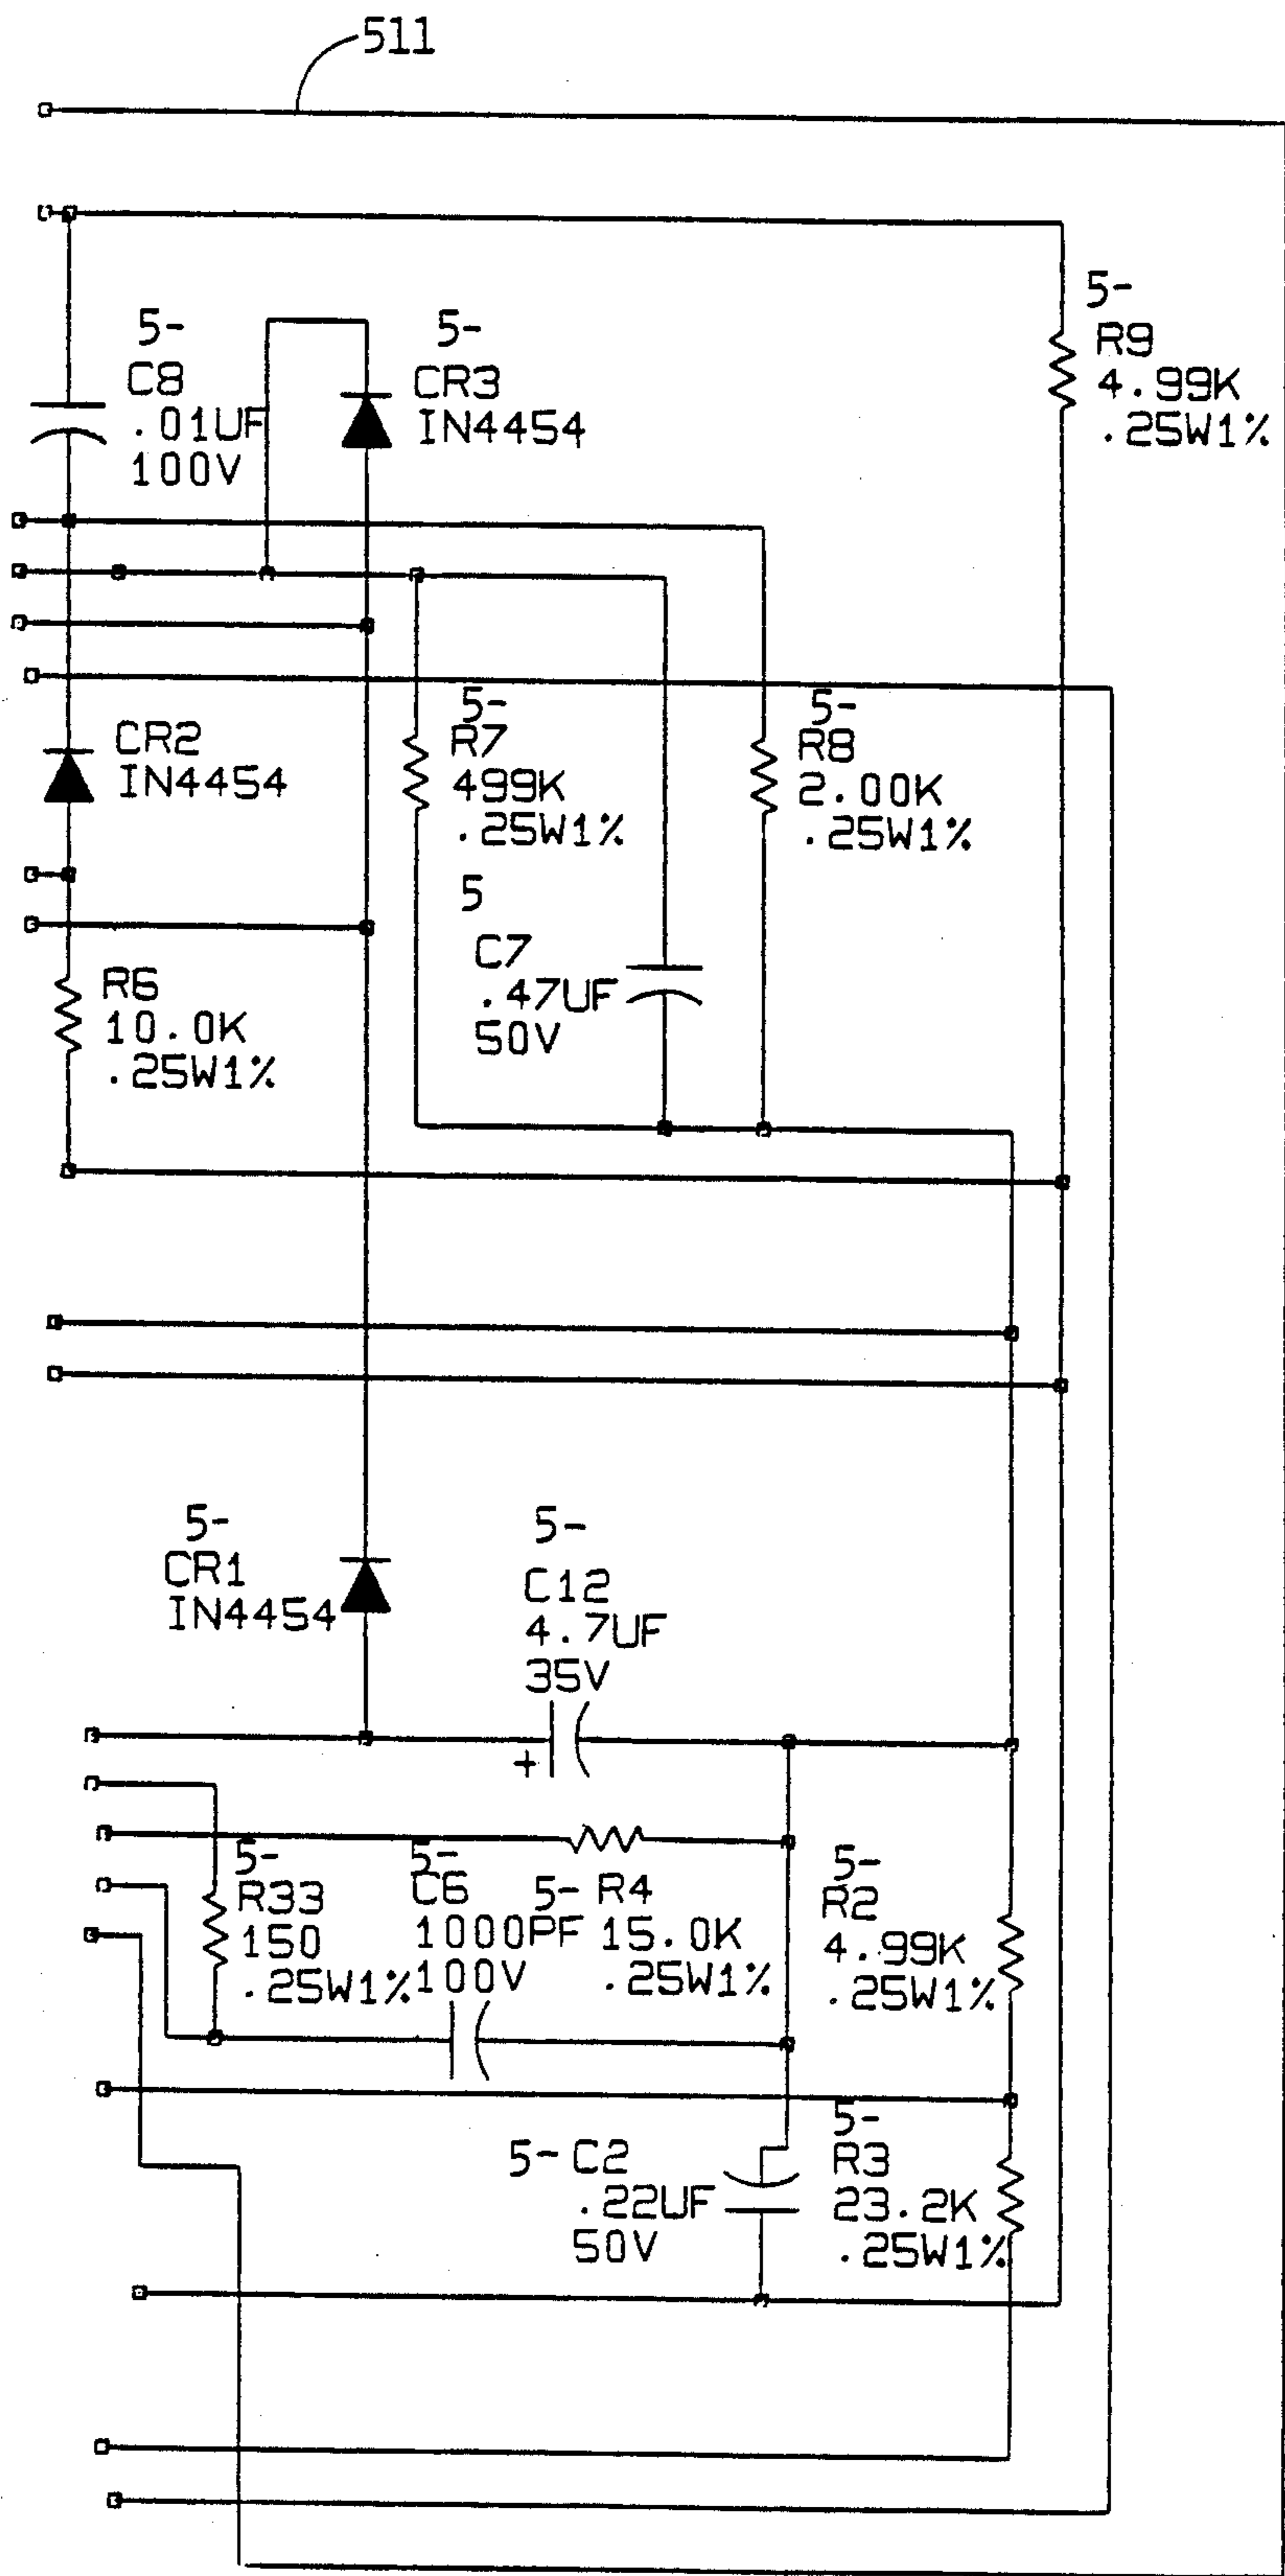 511
5-
R9
4.99K
.25W1%
5-
C8
.01UF
100V
5-
CR3
IN4454
CR2
IN4454
5-
R7
499K
.25W1%
5-
R8
2.00K
.25W1%
5
C7
.47UF
50V
R6
10.0K
.25W1%
5-
CR1
IN4454
5-
C12
4.7UF
35V
+
5-
R33
150
.25W1%
5-
C6
1000PF
100V
5- R4
15.0K
.25W1%
5-
R2
4.99K
.25W1%
5- C2
.22UF
50V
5-
R3
23.2K
.25W1%